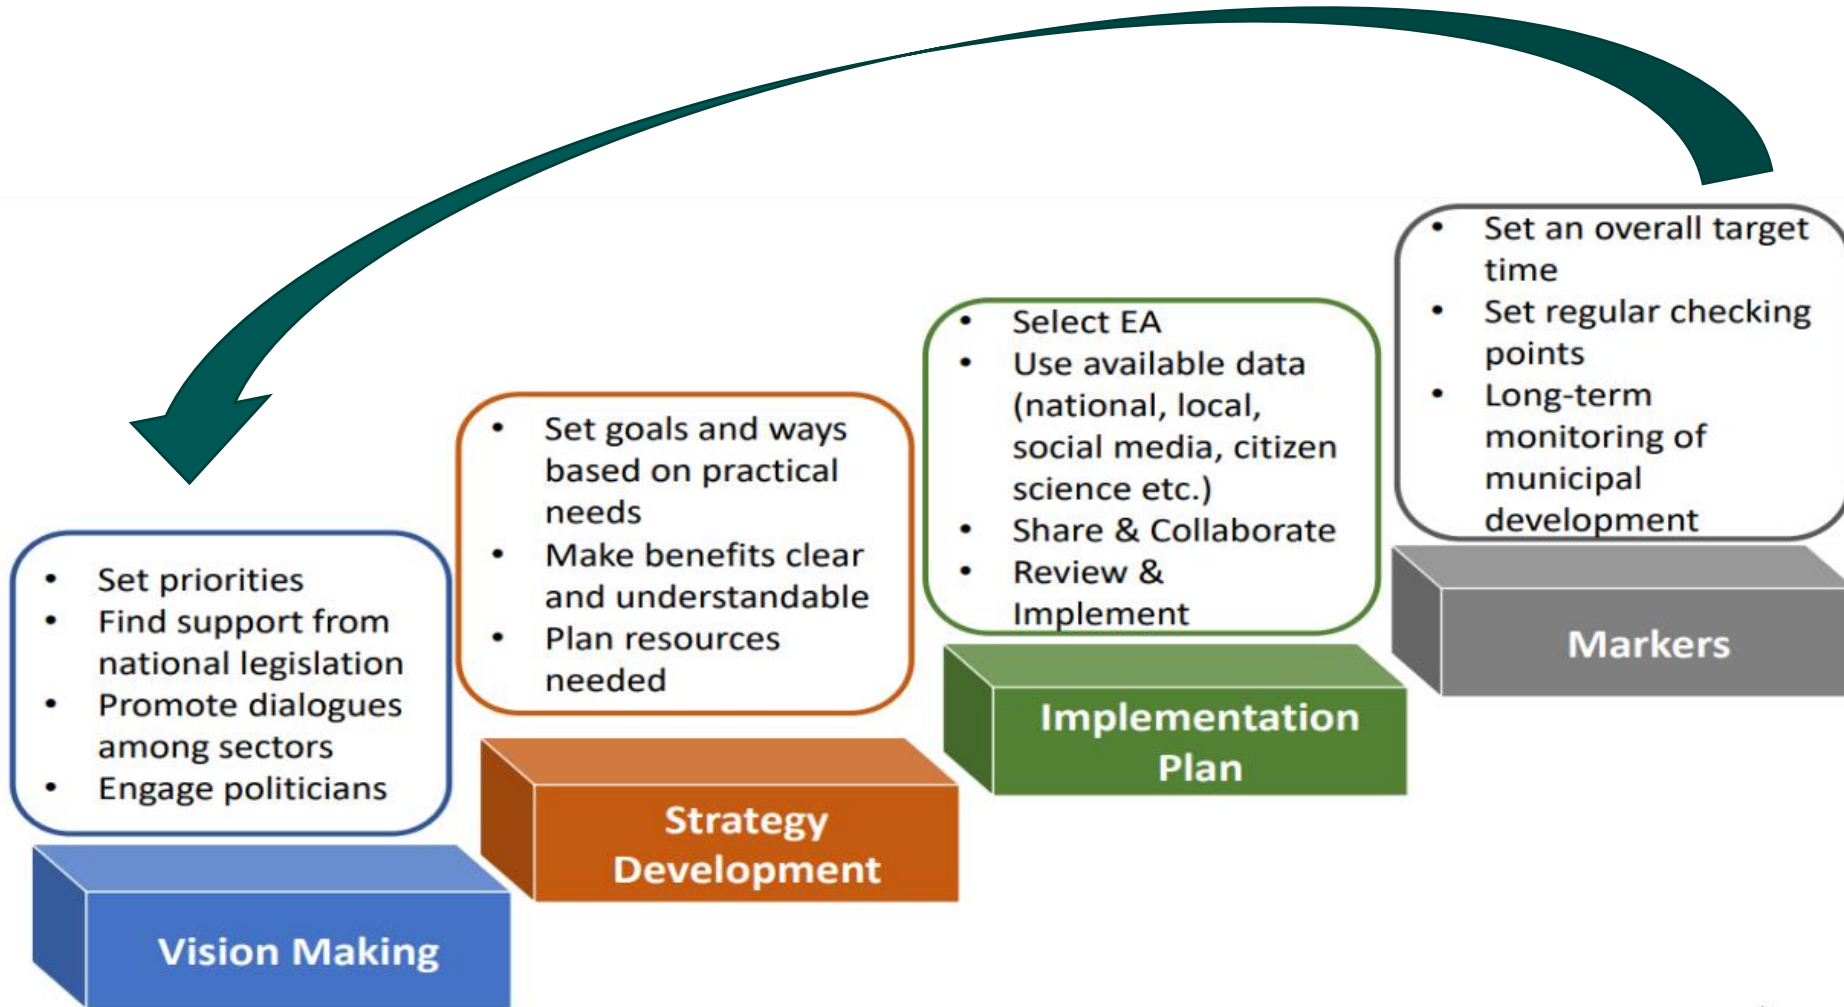 • Set priorities
• Find support from
national legislation
• Promote dialogues
among sectors
• Engage politicians
Vision Making
• Set goals and ways
based on practical
needs
• Make benefits clear
and understandable
• Plan resources
needed
Strategy
Development
• Select EA
• Use available data
(national, local,
social media, citizen
science etc.)
• Share & Collaborate
• Review &
Implement
Implementation
Plan
• Set an overall target
time
• Set regular checking
points
• Long-term
monitoring of
municipal
development
Markers